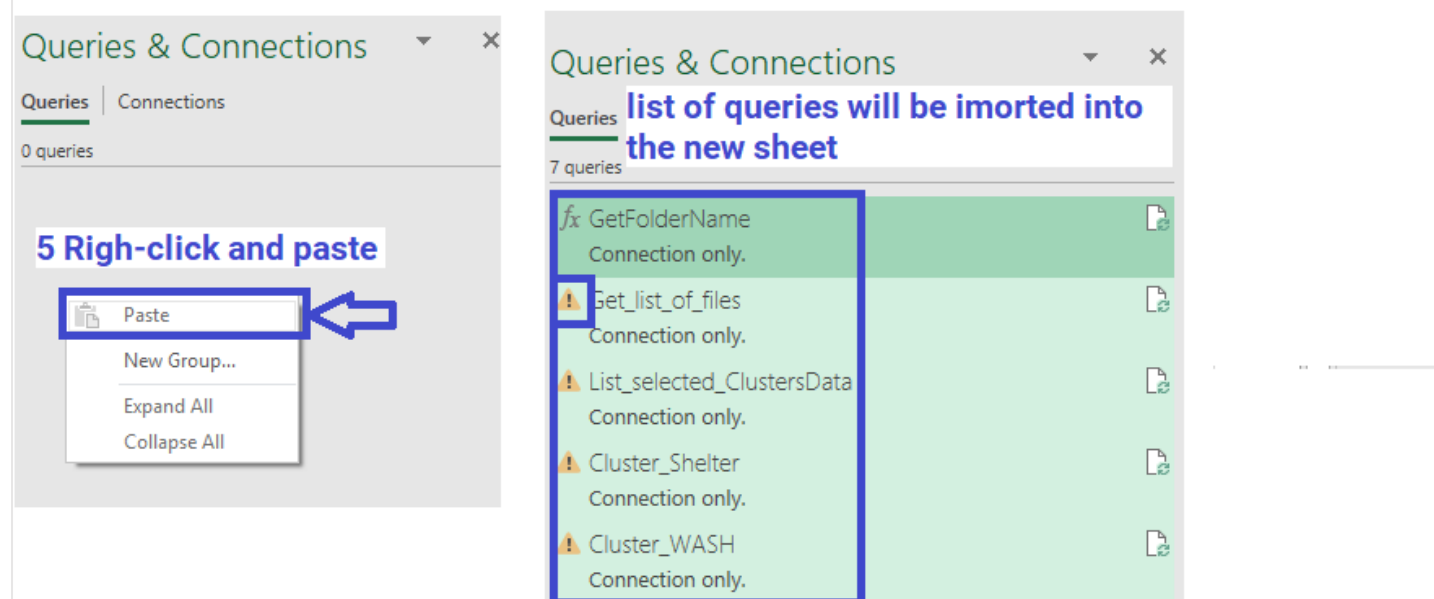 Queries & Connections
Queries | Connections
0 queries
5 Righ-click and paste
Paste
New Group...
Expand All
Collapse All
Queries & Connections
Queries
list of queries will be imorted into
the new sheet
7 queries
fx GetFolderName
Connection only.
Get_list_of_files
Connection only.
List_selected_ClustersData
Connection only.
Cluster_Shelter
Connection only.
Cluster_WASH
Connection only.